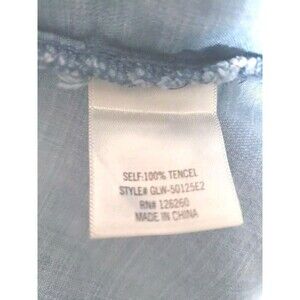 SELF-100% TENCEL
STYLE# GLW-50125E2
RN# 126260
MADE IN CHINA